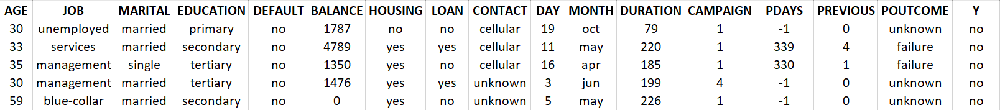 AGE JOB MARITAL EDUCATION DEFAULT BALANCE HOUSING LOAN CONTACT DAY MONTH DURATION CAMPAIGN PDAYS PREVIOUS POUTCOME Y
30 unemployed married primary no 1787 no no cellular 19 oct 79 1 -1 0 unknown no
33 services married secondary no 4789 yes yes cellular 11 may 220 1 339 4 failure no
35 management single tertiary no 1350 yes no cellular 16 apr 185 1 330 1 failure no
30 management married tertiary no 1476 yes yes unknown 3 jun 199 4 -1 0 unknown no
59 blue-collar married secondary no 0 yes no unknown 5 may 226 1 -1 0 unknown no